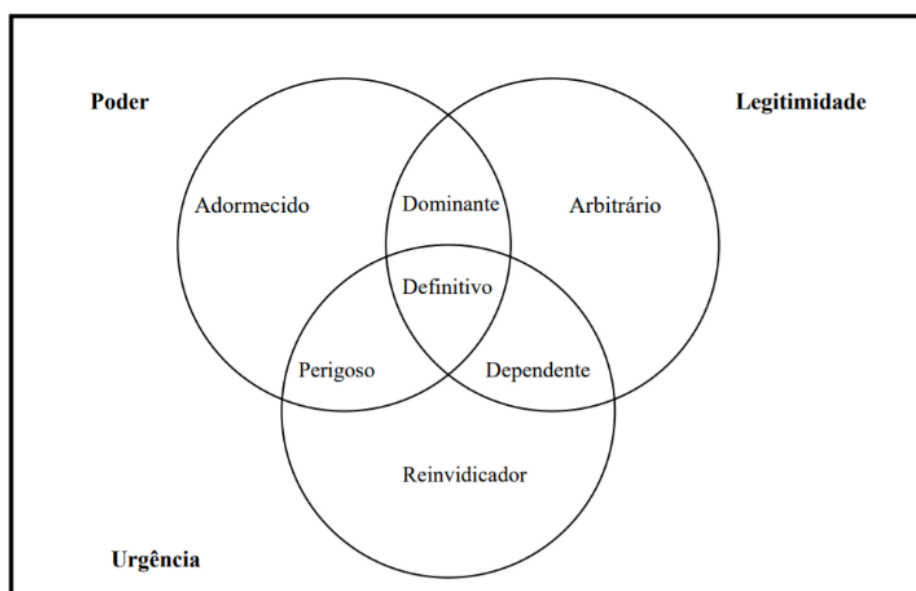 Poder
Legitimidade
Adormecido
Dominante
Arbitrário
Definitivo
Perigoso
Dependente
Reinvidicador
Urgência